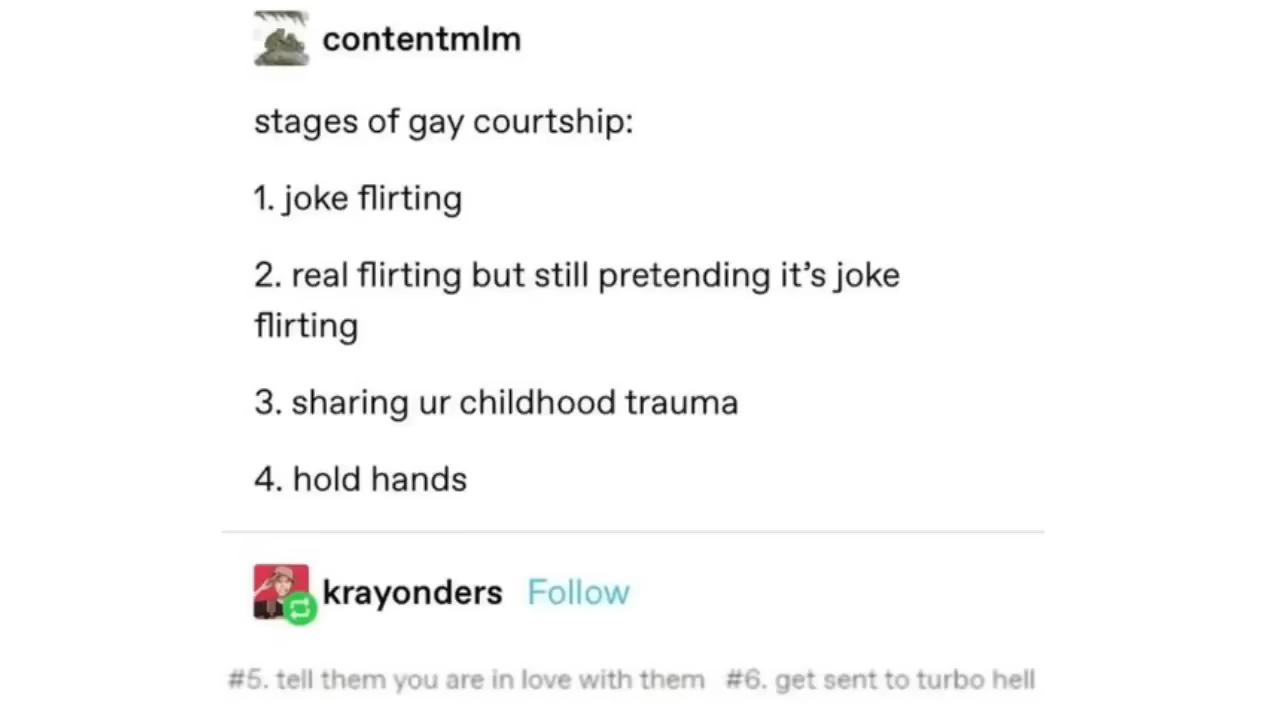 contentmlm
stages of gay courtship:
1. joke flirting
2. real flirting but still pretending it's joke
flirting
3. sharing ur childhood trauma
4. hold hands
krayonders Follow
#5. tell them you are in love with them #6. get sent to turbo hell